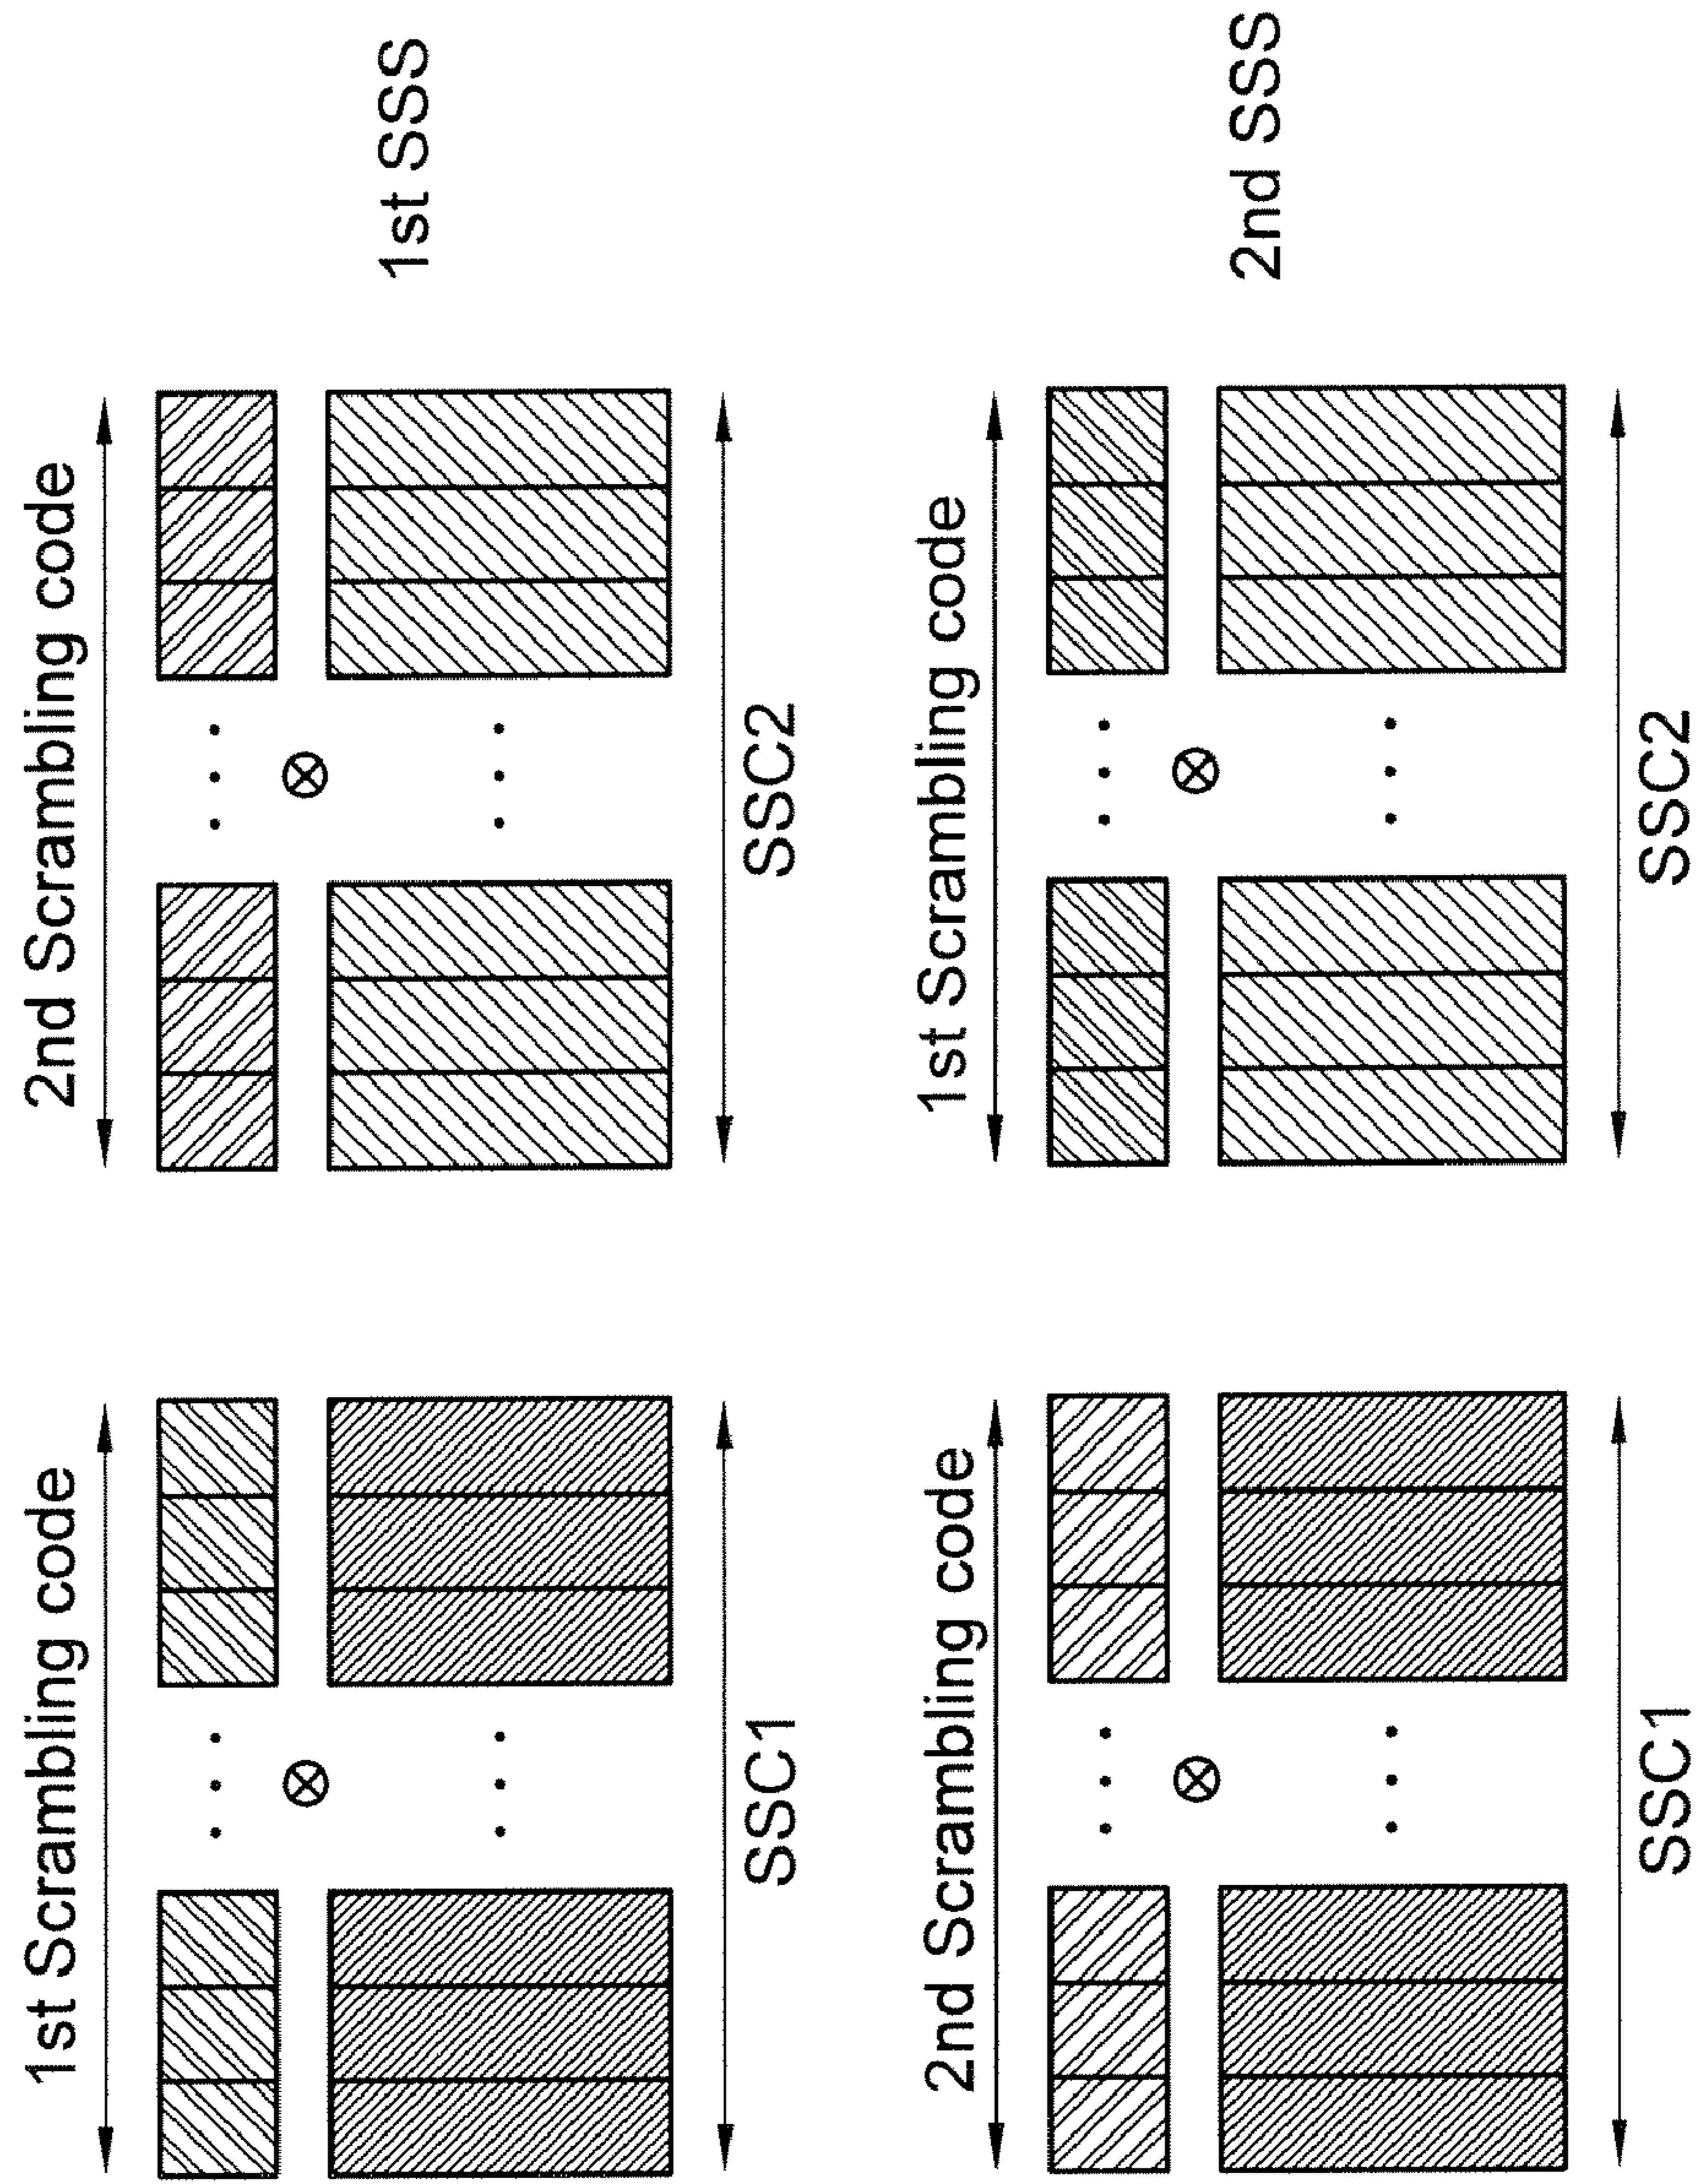 1st Scrambling code
2nd Scrambling code
1st SSS
SSC1
SSC2
2nd Scrambling code
1st Scrambling code
2nd SSS
SSC1
SSC2